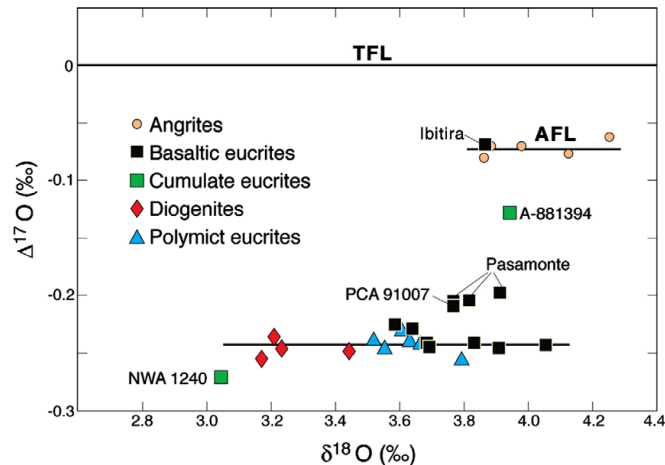 TFL
0
Angrites
Basaltic eucrites
Cumulate eucrites
Diogenites
Polymict eucrites
Ibitira
AFL
-0.1
A-881394
Δ17 O (‰)
Pasamonte
-0.2
PCA 91007
NWA 1240
-0.3
2.8 3.0 3.2 3.4 3.6 3.8 4.0 4.2 4.4
δ18O (‰)